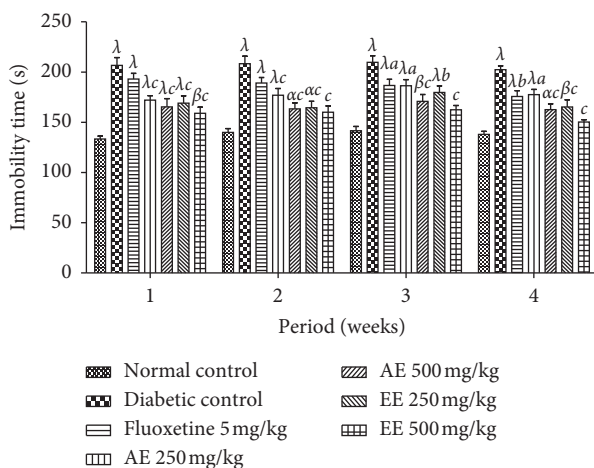 250
200
150
100
50
0
Immobility time (s)
λ λ λc λc λc βc
λ λ λc αc αc c
λ λa λa βc λb c
λ λb λa αc βc c
1 2 3 4
Period (weeks)
Normal control
Diabetic control
Fluoxetine 5 mg/kg
AE 250 mg/kg
AE 500 mg/kg
EE 250 mg/kg
EE 500 mg/kg